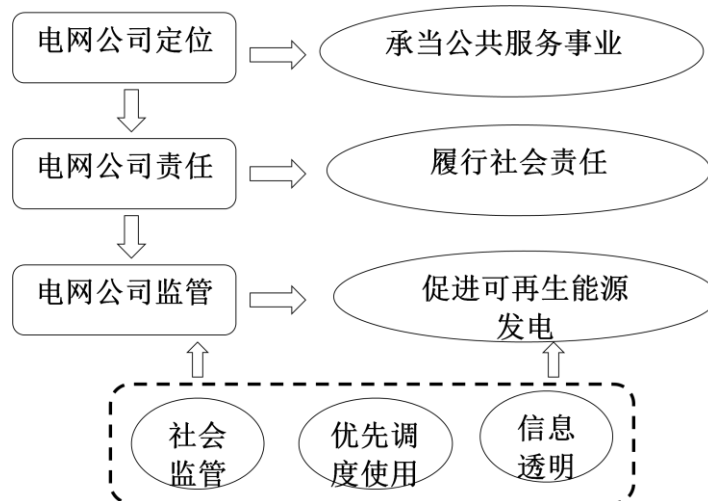 电网公司定位
承当公共服务事业
电网公司责任
履行社会责任
电网公司监管
促进可再生能源
发电
社会
监管
优先调
度使用
信息
透明